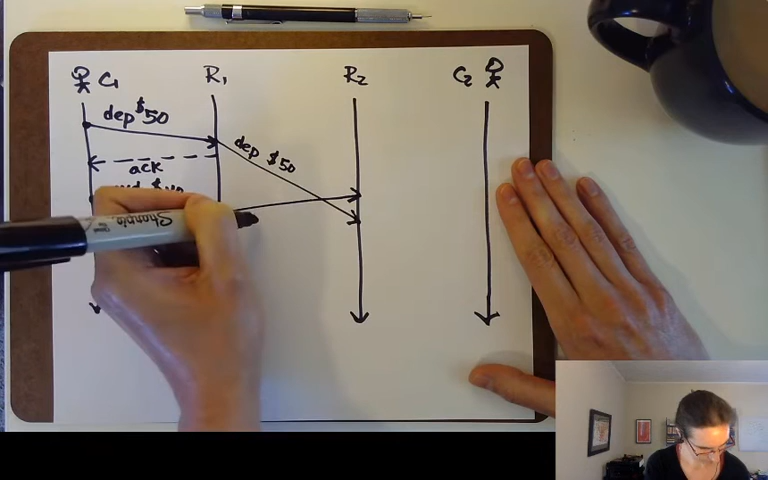 C₁ R₁ R₂ C₂
dep $50
dep $50
ack
Sharpie